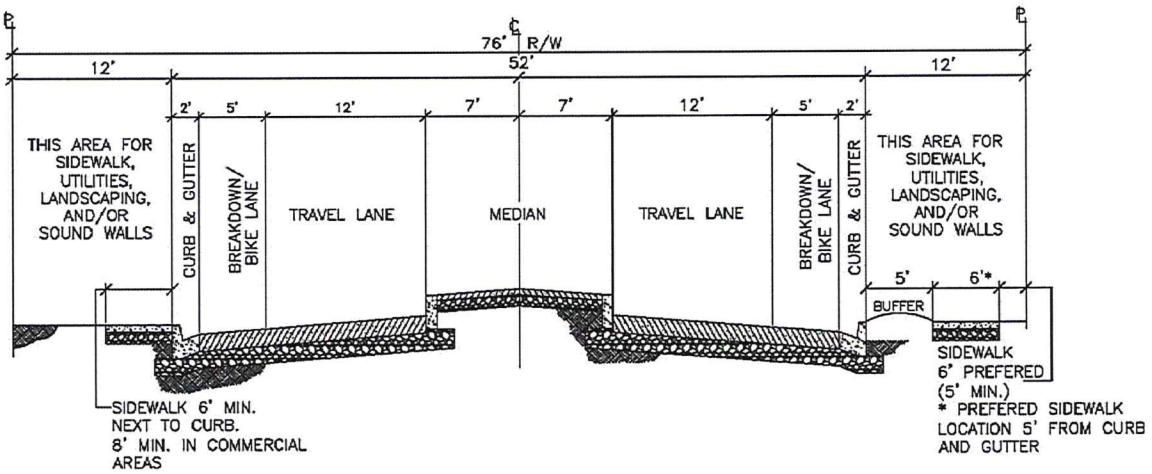 PL
CL
PL
76' R/W
12'
52'
12'
2'
5'
12'
7'
7'
12'
5'
2'
THIS AREA FOR
SIDEWALK,
UTILITIES,
LANDSCAPING,
AND/OR
SOUND WALLS
CURB & GUTTER
BREAKDOWN/
BIKE LANE
TRAVEL LANE
MEDIAN
TRAVEL LANE
BREAKDOWN/
BIKE LANE
CURB & GUTTER
THIS AREA FOR
SIDEWALK,
UTILITIES,
LANDSCAPING,
AND/OR
SOUND WALLS
5'
6'*
BUFFER
SIDEWALK 6' MIN.
NEXT TO CURB.
8' MIN. IN COMMERCIAL
AREAS
SIDEWALK
6' PREFERED
(5' MIN.)
* PREFERED SIDEWALK
LOCATION 5' FROM CURB
AND GUTTER